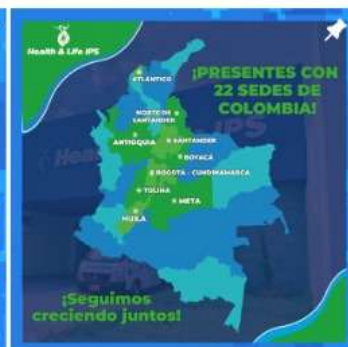 Health & Life IPS
¡PRESENTES CON
22 SEDES DE
COLOMBIA!
ATLÁNTICO
NORTE DE
SANTANDER
ANTIOQUIA
SANTANDER
BOYACÁ
BOGOTÁ - CUNDINAMARCA
TOLIMA
META
HUILA
¡Seguimos
creciendo juntos!